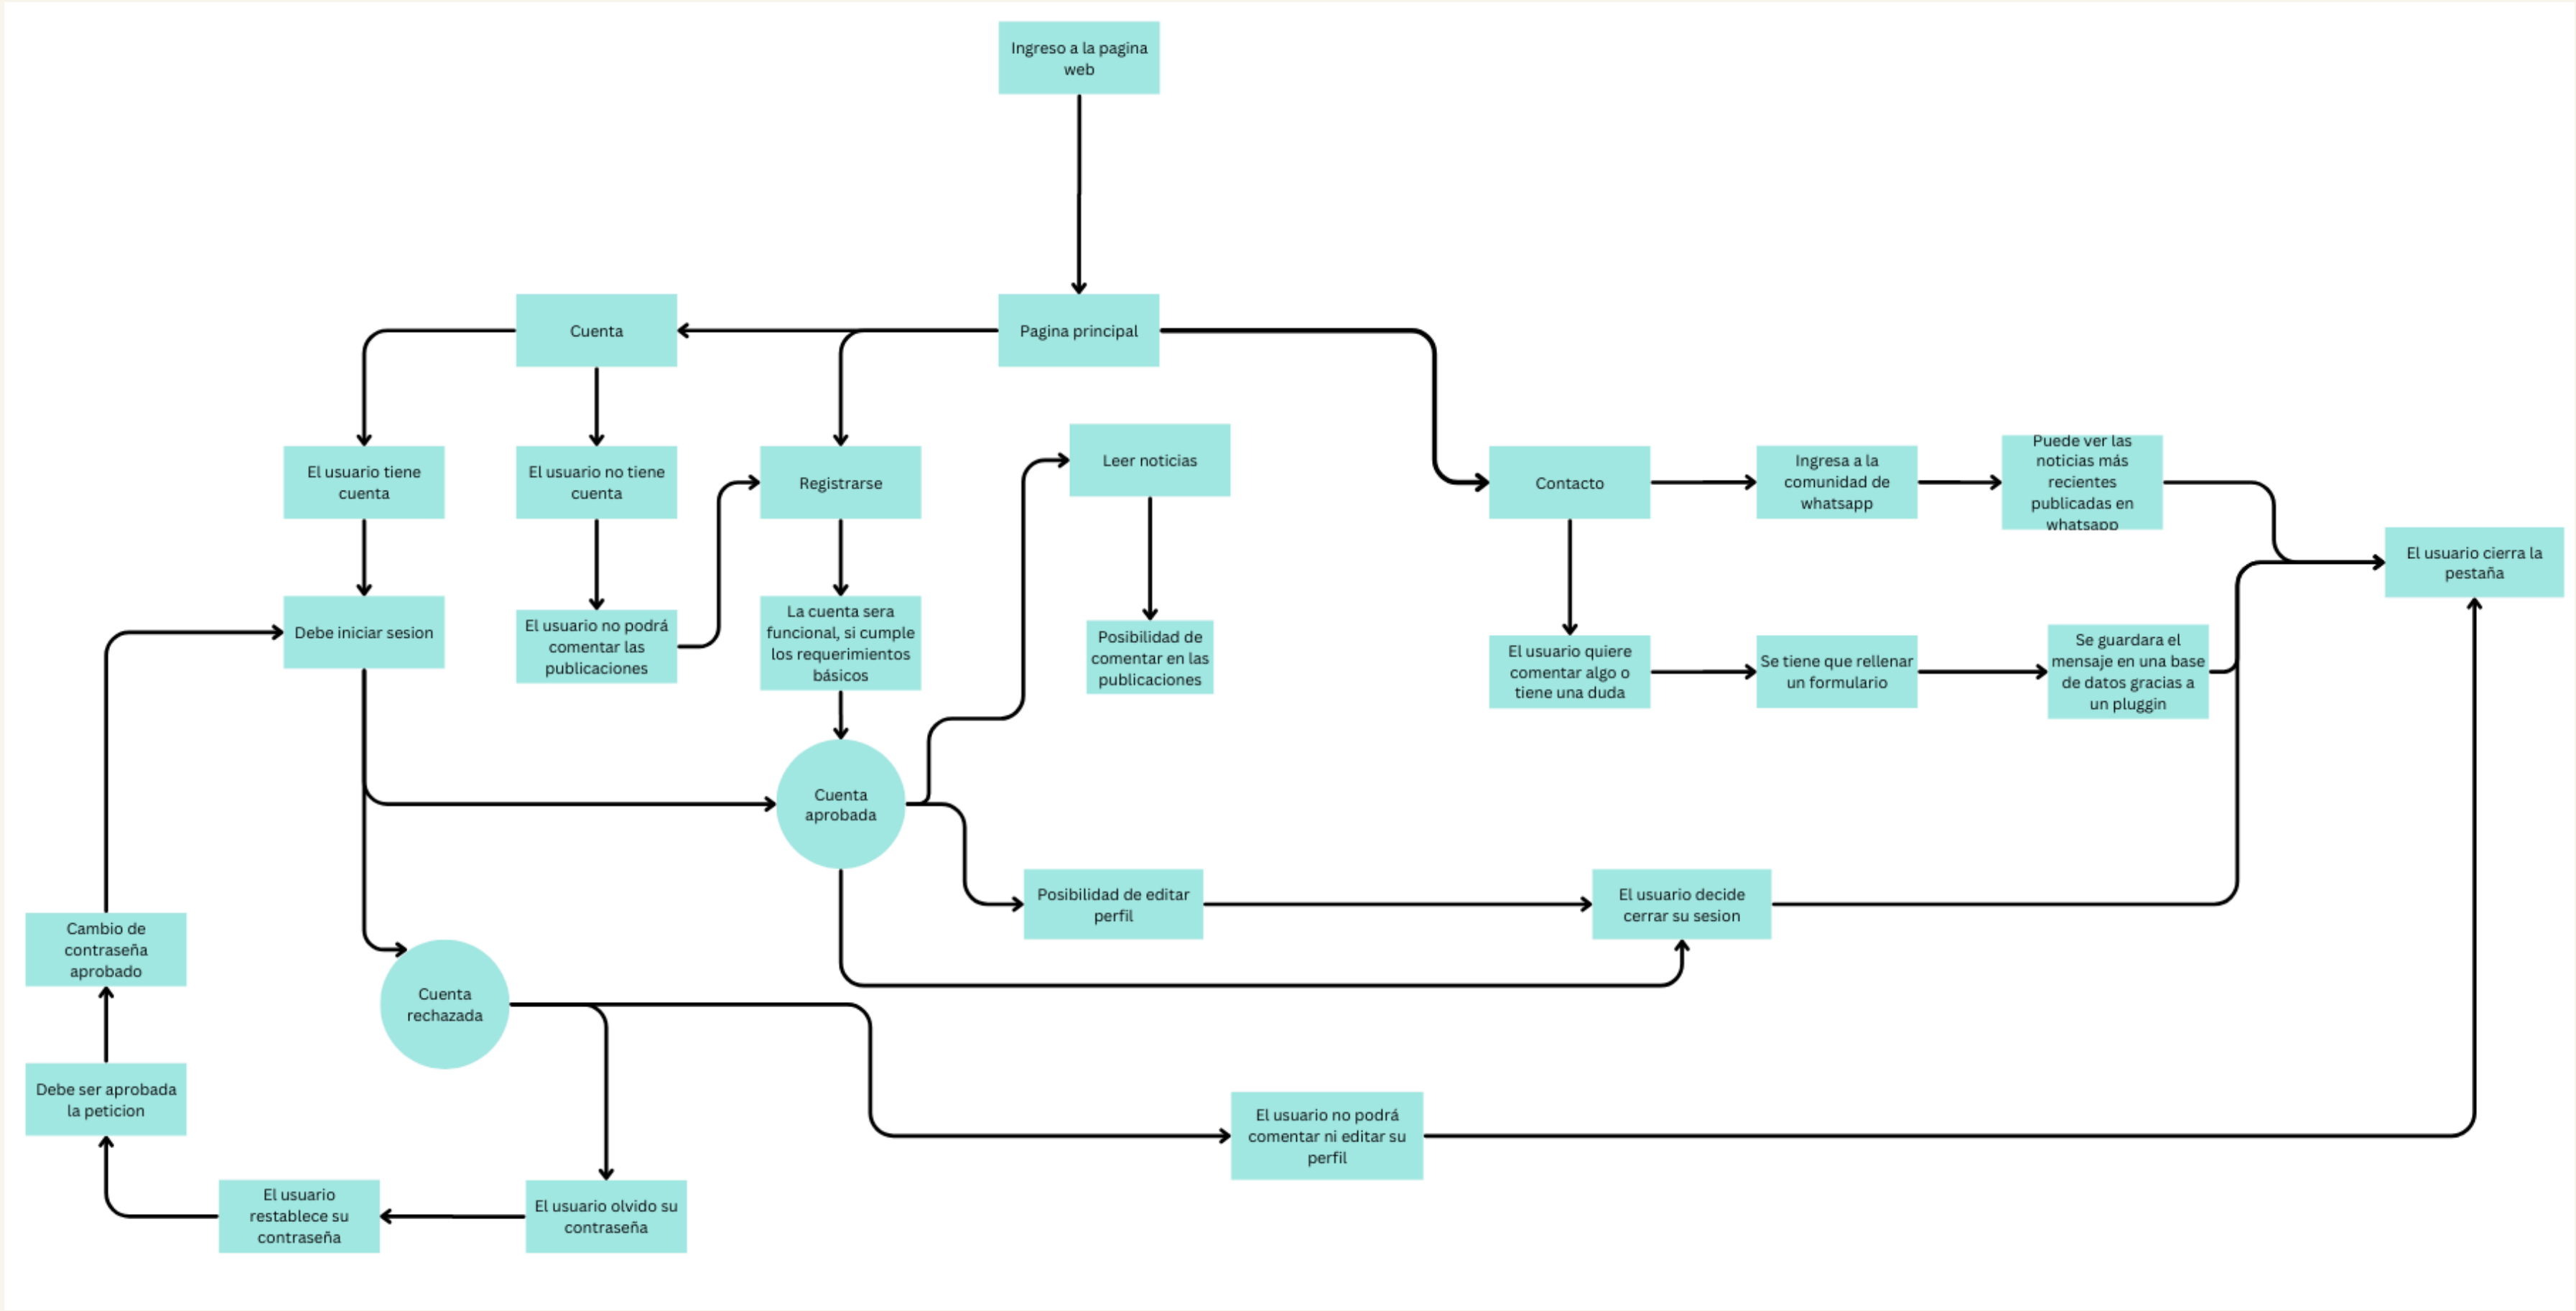 Ingreso a la pagina
web
Cuenta
Pagina principal
El usuario tiene
cuenta
El usuario no tiene
cuenta
Registrarse
Leer noticias
Contacto
Ingresa a la
comunidad de
whatsapp
Puede ver las
noticias más
recientes
publicadas en
whatsapp
El usuario cierra la
pestaña
Debe iniciar sesion
El usuario no podrá
comentar las
publicaciones
La cuenta sera
funcional, si cumple
los requerimientos
básicos
Posibilidad de
comentar en las
publicaciones
El usuario quiere
comentar algo o
tiene una duda
Se tiene que rellenar
un formulario
Se guardara el
mensaje en una base
de datos gracias a
un pluggin
Cuenta
aprobada
Posibilidad de editar
perfil
El usuario decide
cerrar su sesion
Cambio de
contraseña
aprobado
Cuenta
rechazada
Debe ser aprobada
la peticion
El usuario no podrá
comentar ni editar su
perfil
El usuario
restablece su
contraseña
El usuario olvido su
contraseña